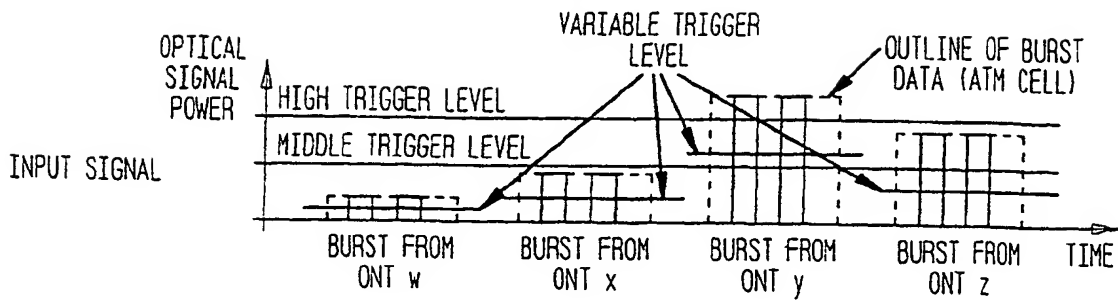 VARIABLE TRIGGER
LEVEL
OPTICAL
SIGNAL
POWER
OUTLINE OF BURST
DATA (ATM CELL)
HIGH TRIGGER LEVEL
MIDDLE TRIGGER LEVEL
INPUT SIGNAL
BURST FROM
ONT w
BURST FROM
ONT x
BURST FROM
ONT y
BURST FROM
ONT z
TIME